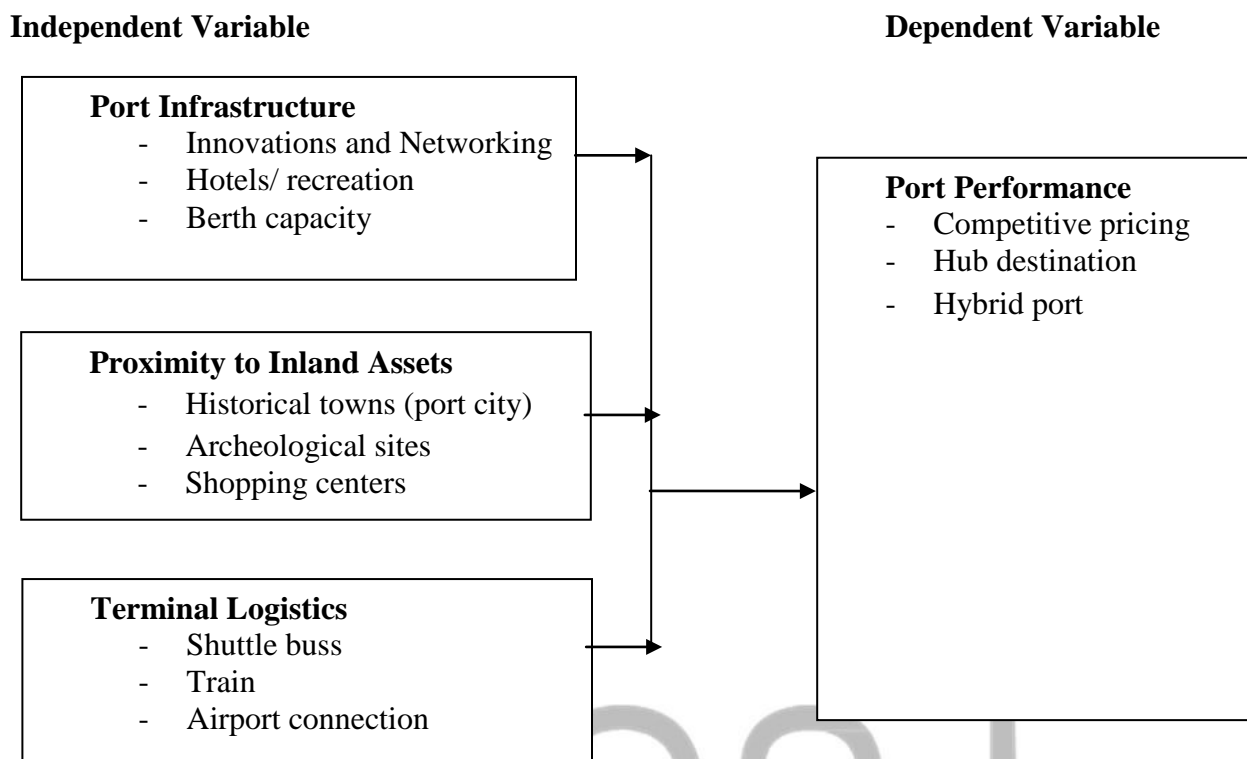 Independent Variable
Dependent Variable
Port Infrastructure
- Innovations and Networking
- Hotels/ recreation
- Berth capacity
Proximity to Inland Assets
- Historical towns (port city)
- Archeological sites
- Shopping centers
Terminal Logistics
- Shuttle buss
- Train
- Airport connection
Port Performance
- Competitive pricing
- Hub destination
- Hybrid port